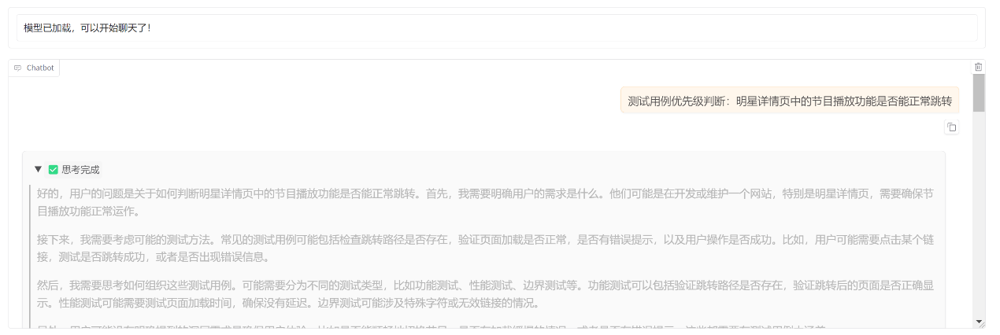 模型已加载，可以开始聊天了！
Chatbot
测试用例优先级判断：明星详情页中的节目播放功能是否能正常跳转
思考完成
好的，用户的问题是关于如何判断明星详情页中的节目播放功能是否能正常跳转。首先，我需要明确用户的需求是什么。他们可能是在开发或维护一个网站，特别是明星详情页，需要确保节
目播放功能正常运作。
接下来，我需要考虑可能的测试方法。常见的测试用例可能包括检查跳转路径是否存在，验证页面加载是否正常，是否有错误提示，以及用户操作是否成功。比如，用户可能需要点击某个链
接，测试是否跳转成功，或者是否出现错误信息。
然后，我需要思考如何组织这些测试用例。可能需要分为不同的测试类型，比如功能测试、性能测试、边界测试等。功能测试可以包括验证跳转路径是否存在，验证跳转后的页面是否正确显
示。性能测试可能需要测试页面加载时间，确保没有延迟。边界测试可能涉及特殊字符或无效链接的情况。